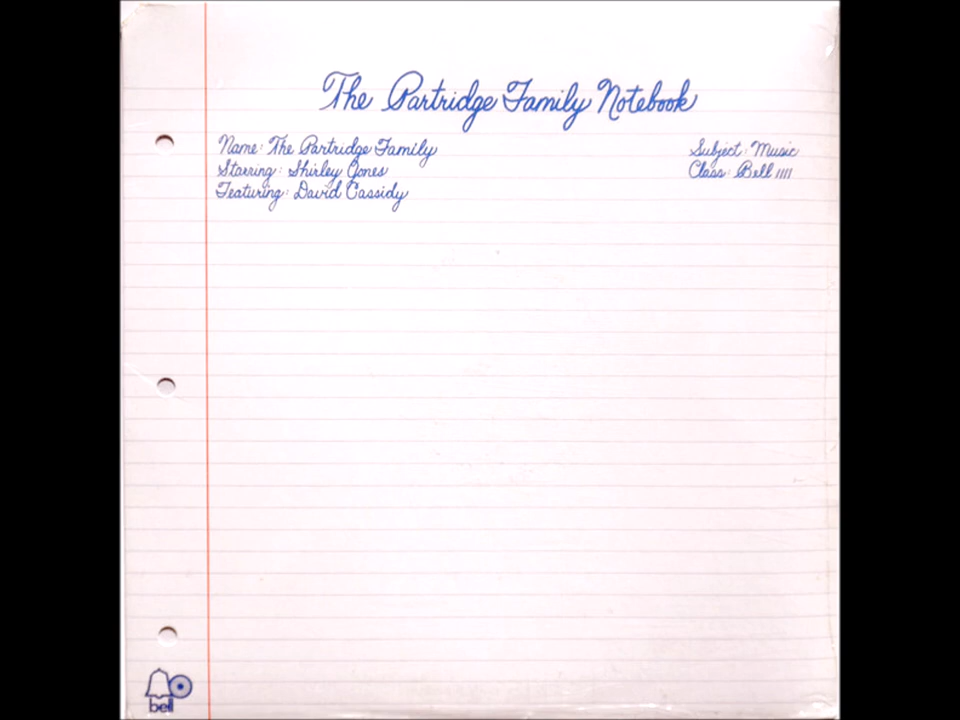 The Partridge Family Notebook
Name: The Partridge Family
Starring: Shirley Jones
Featuring: David Cassidy
Subject: Music
Class: Bell 1111
bell